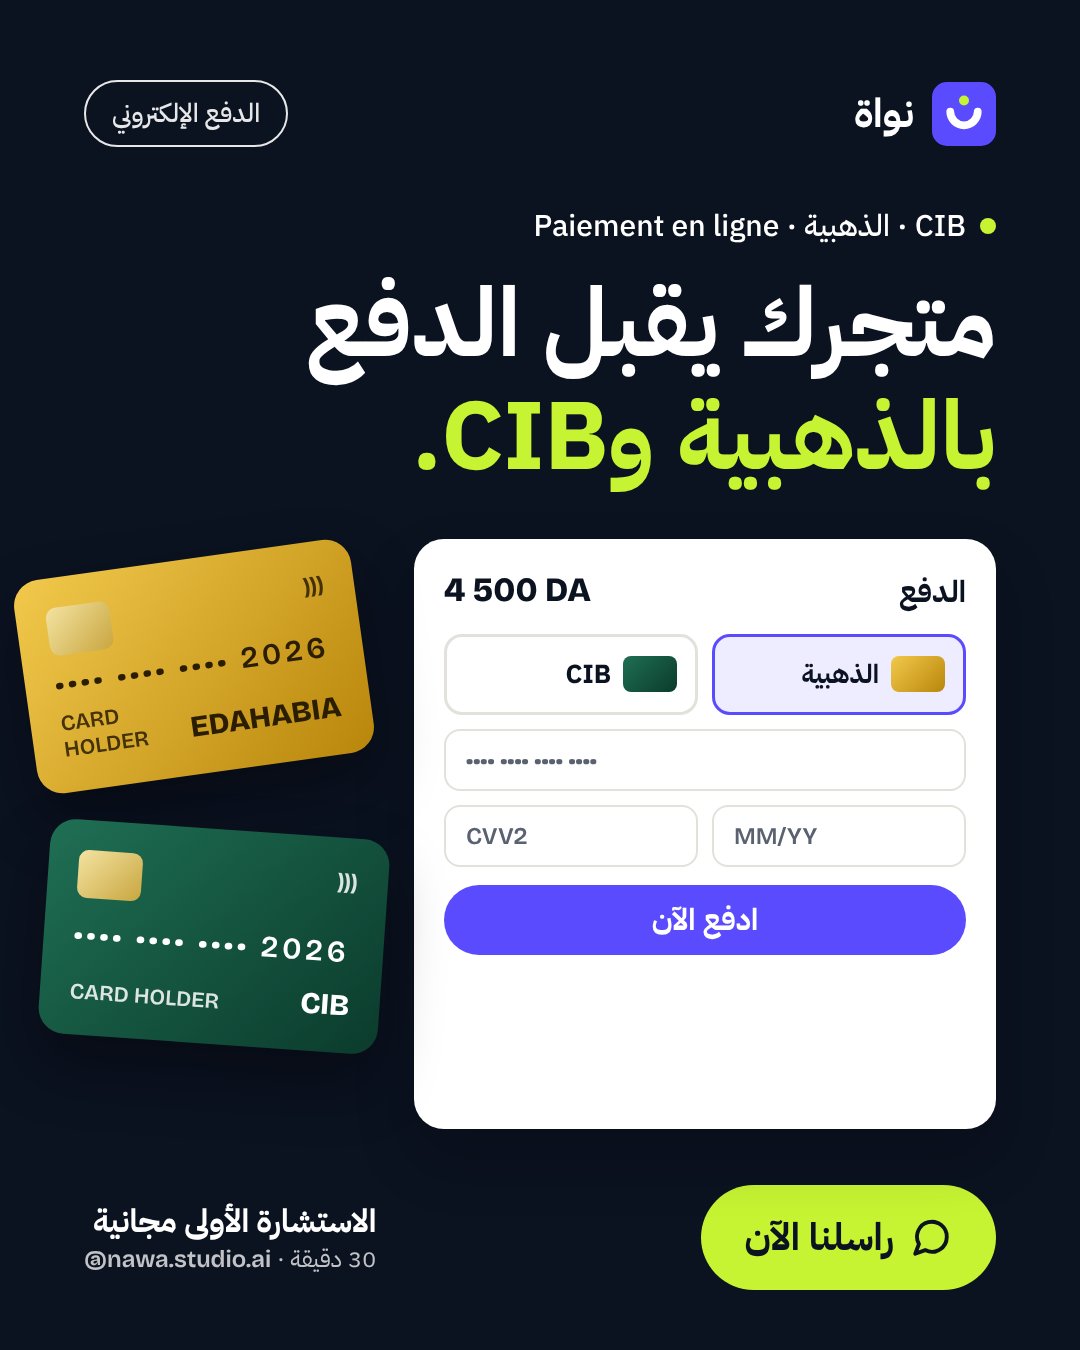 نواة
الدفع الإلكتروني
CIB · الذهبية · Paiement en ligne
متجرك يقبل الدفع
بالذهبية وCIB.
الدفع
4 500 DA
الذهبية
CIB
•••• •••• •••• ••••
MM/YY
CVV2
ادفع الآن
•••• •••• •••• 2026
CARD
HOLDER
EDAHABIA
•••• •••• •••• 2026
CARD HOLDER
CIB
راسلنا الآن
الاستشارة الأولى مجانية
30 دقيقة · @nawa.studio.ai